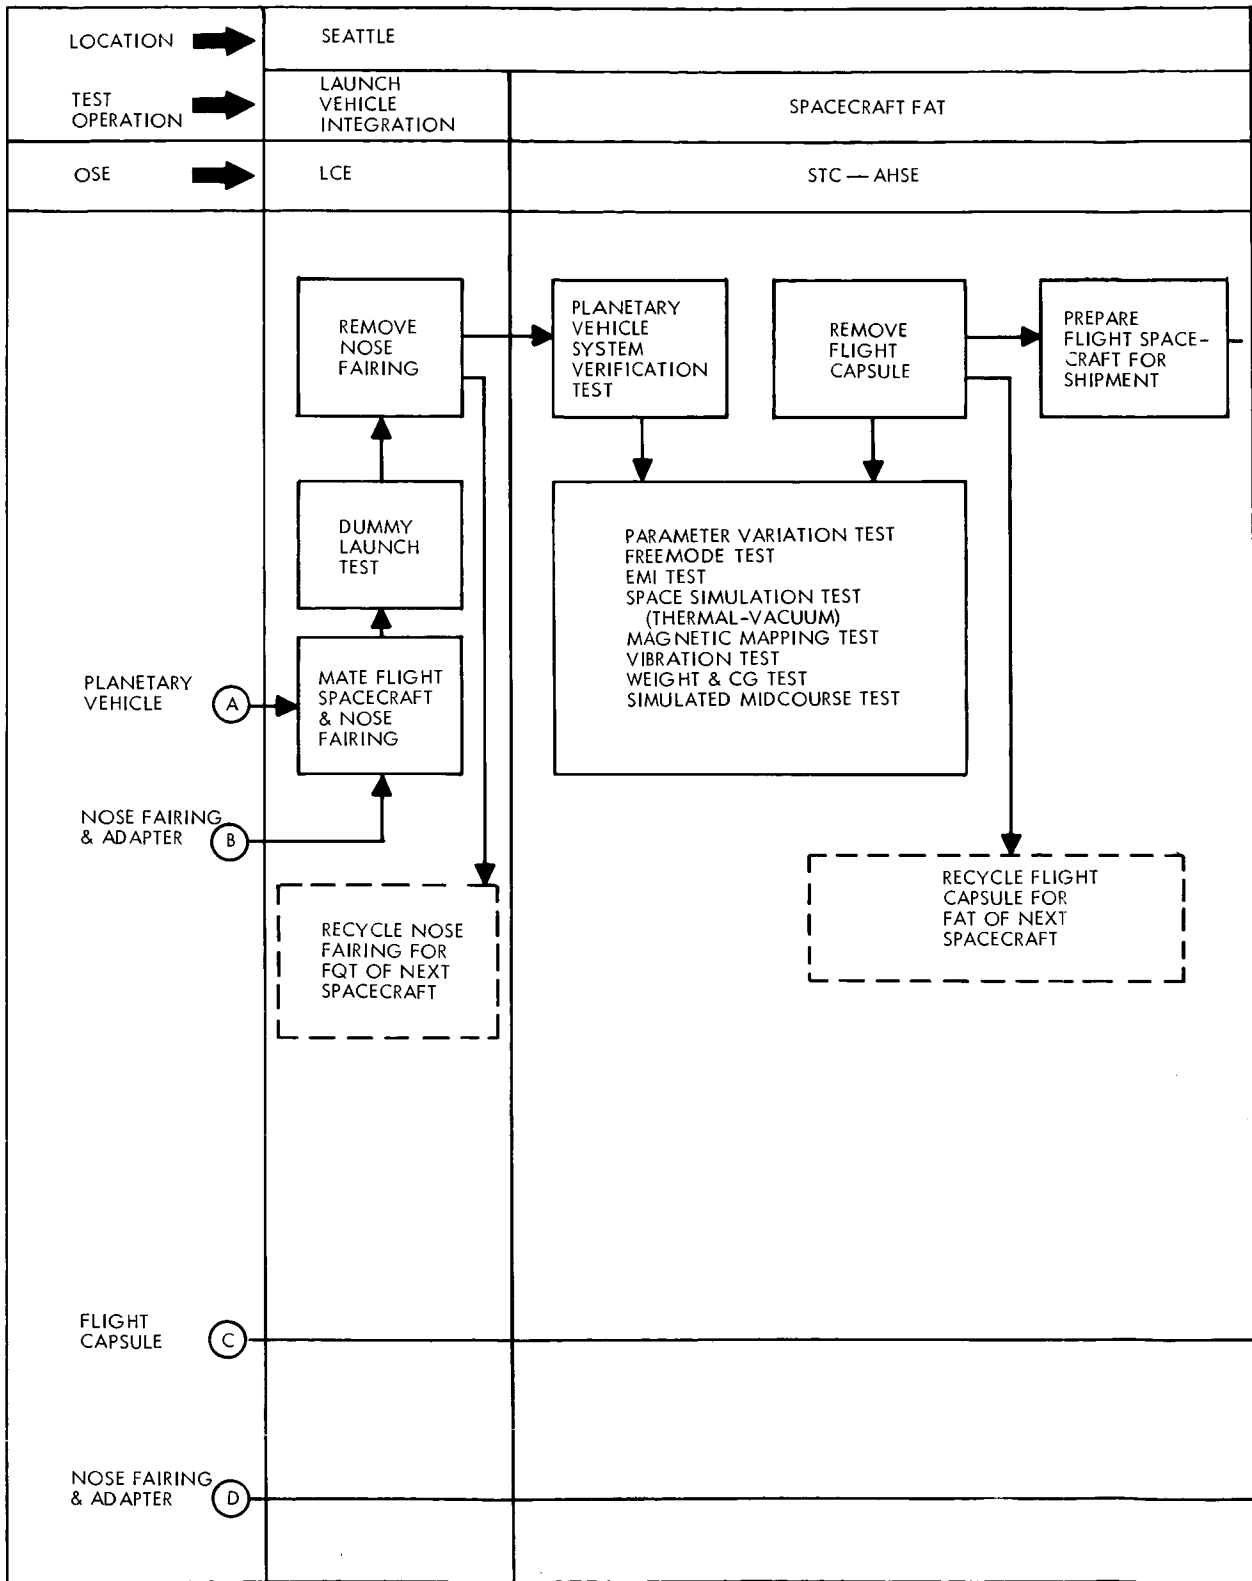 LOCATION
SEATTLE
TEST
OPERATION
LAUNCH
VEHICLE
INTEGRATION
SPACECRAFT FAT
OSE
LCE
STC — AHSE
REMOVE
NOSE
FAIRING
PLANETARY
VEHICLE
SYSTEM
VERIFICATION
TEST
REMOVE
FLIGHT
CAPSULE
PREPARE
FLIGHT SPACE-
CRAFT FOR
SHIPMENT
DUMMY
LAUNCH
TEST
PARAMETER VARIATION TEST
FREEMODE TEST
EMI TEST
SPACE SIMULATION TEST
(THERMAL-VACUUM)
MAGNETIC MAPPING TEST
VIBRATION TEST
WEIGHT & CG TEST
SIMULATED MIDCOURSE TEST
PLANETARY
VEHICLE
A
MATE FLIGHT
SPACECRAFT
& NOSE
FAIRING
NOSE FAIRING
& ADAPTER
B
RECYCLE NOSE
FAIRING FOR
FQT OF NEXT
SPACECRAFT
RECYCLE FLIGHT
CAPSULE FOR
FAT OF NEXT
SPACECRAFT
FLIGHT
CAPSULE
C
NOSE FAIRING
& ADAPTER
D